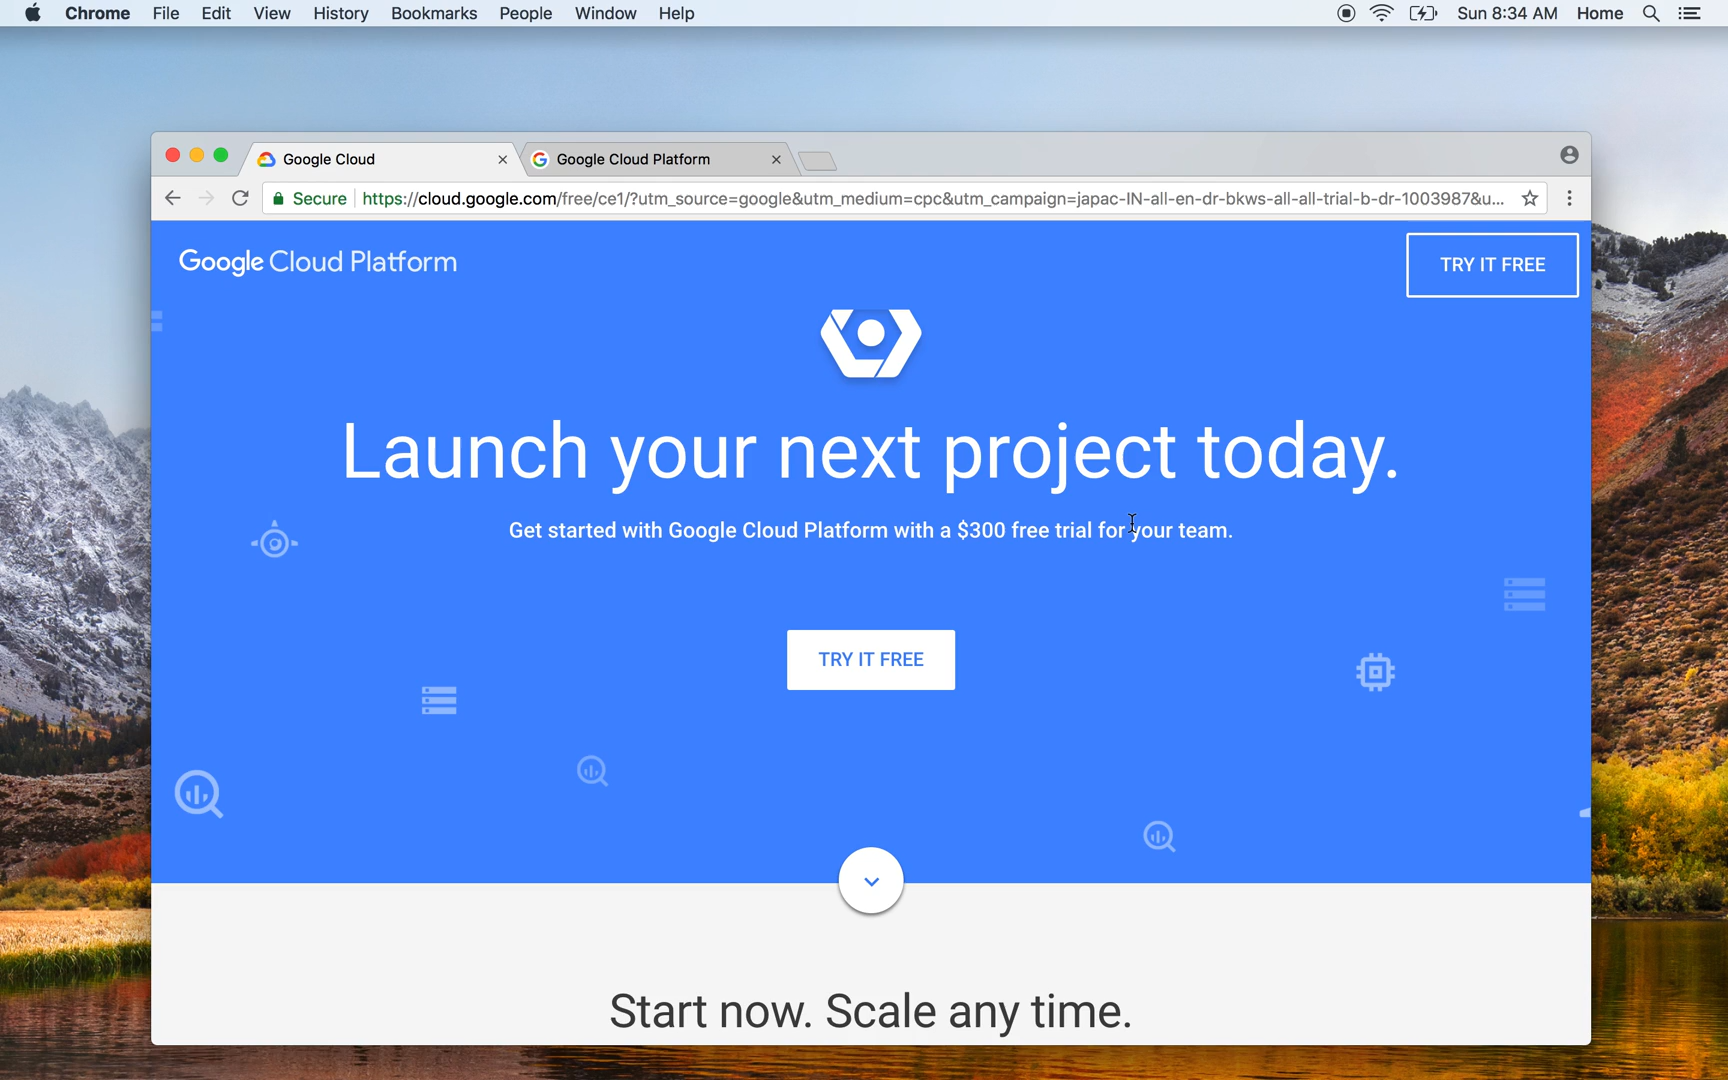 Chrome File Edit View History Bookmarks People Window Help Sun 8:34 AM Home
Google Cloud Google Cloud Platform
Secure https://cloud.google.com/free/ce1/?utm_source=google&utm_medium=cpc&utm_campaign=japac-IN-all-en-dr-bkws-all-all-trial-b-dr-1003987&u...
Google Cloud Platform TRY IT FREE
Launch your next project today.
Get started with Google Cloud Platform with a $300 free trial for your team.
TRY IT FREE
Start now. Scale any time.